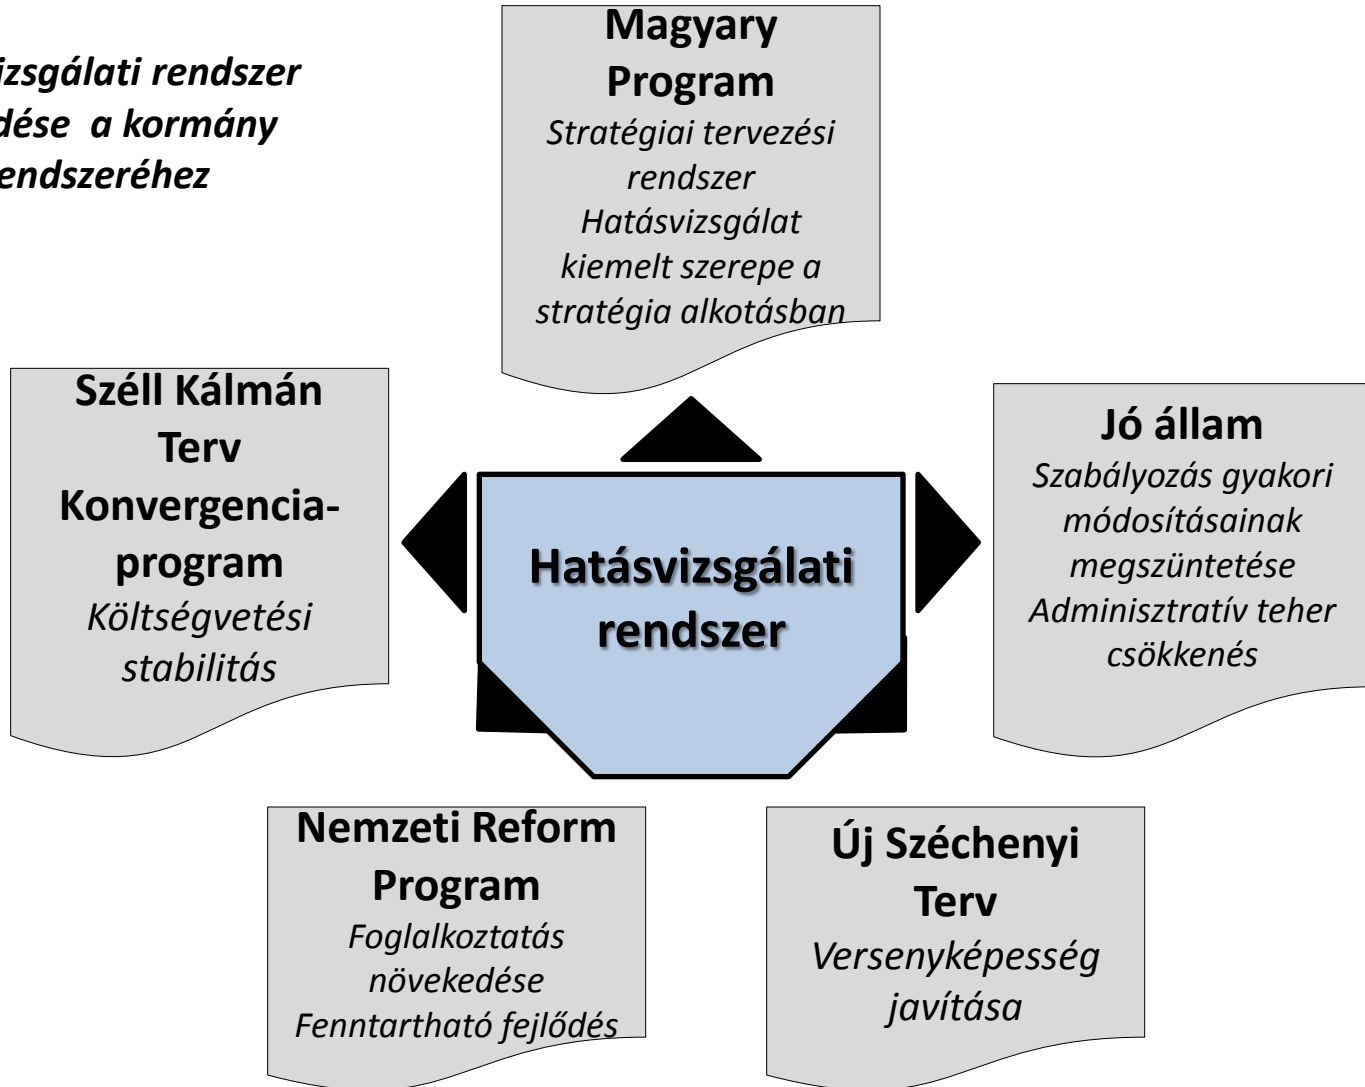 izsgálati rendszer
dése a kormány
endszeréhez
Magyary
Program
Stratégiai tervezési
rendszer
Hatásvizsgálat
kiemelt szerepe a
stratégia alkotásban
Széll Kálmán
Terv
Konvergencia-
program
Költségvetési
stabilitás
Hatásvizsgálati
rendszer
Jó állam
Szabályozás gyakori
módosításainak
megszüntetése
Adminisztratív teher
csökkenés
Nemzeti Reform
Program
Foglalkoztatás
növekedése
Fenntartható fejlődés
Új Széchenyi
Terv
Versenyképesség
javítása